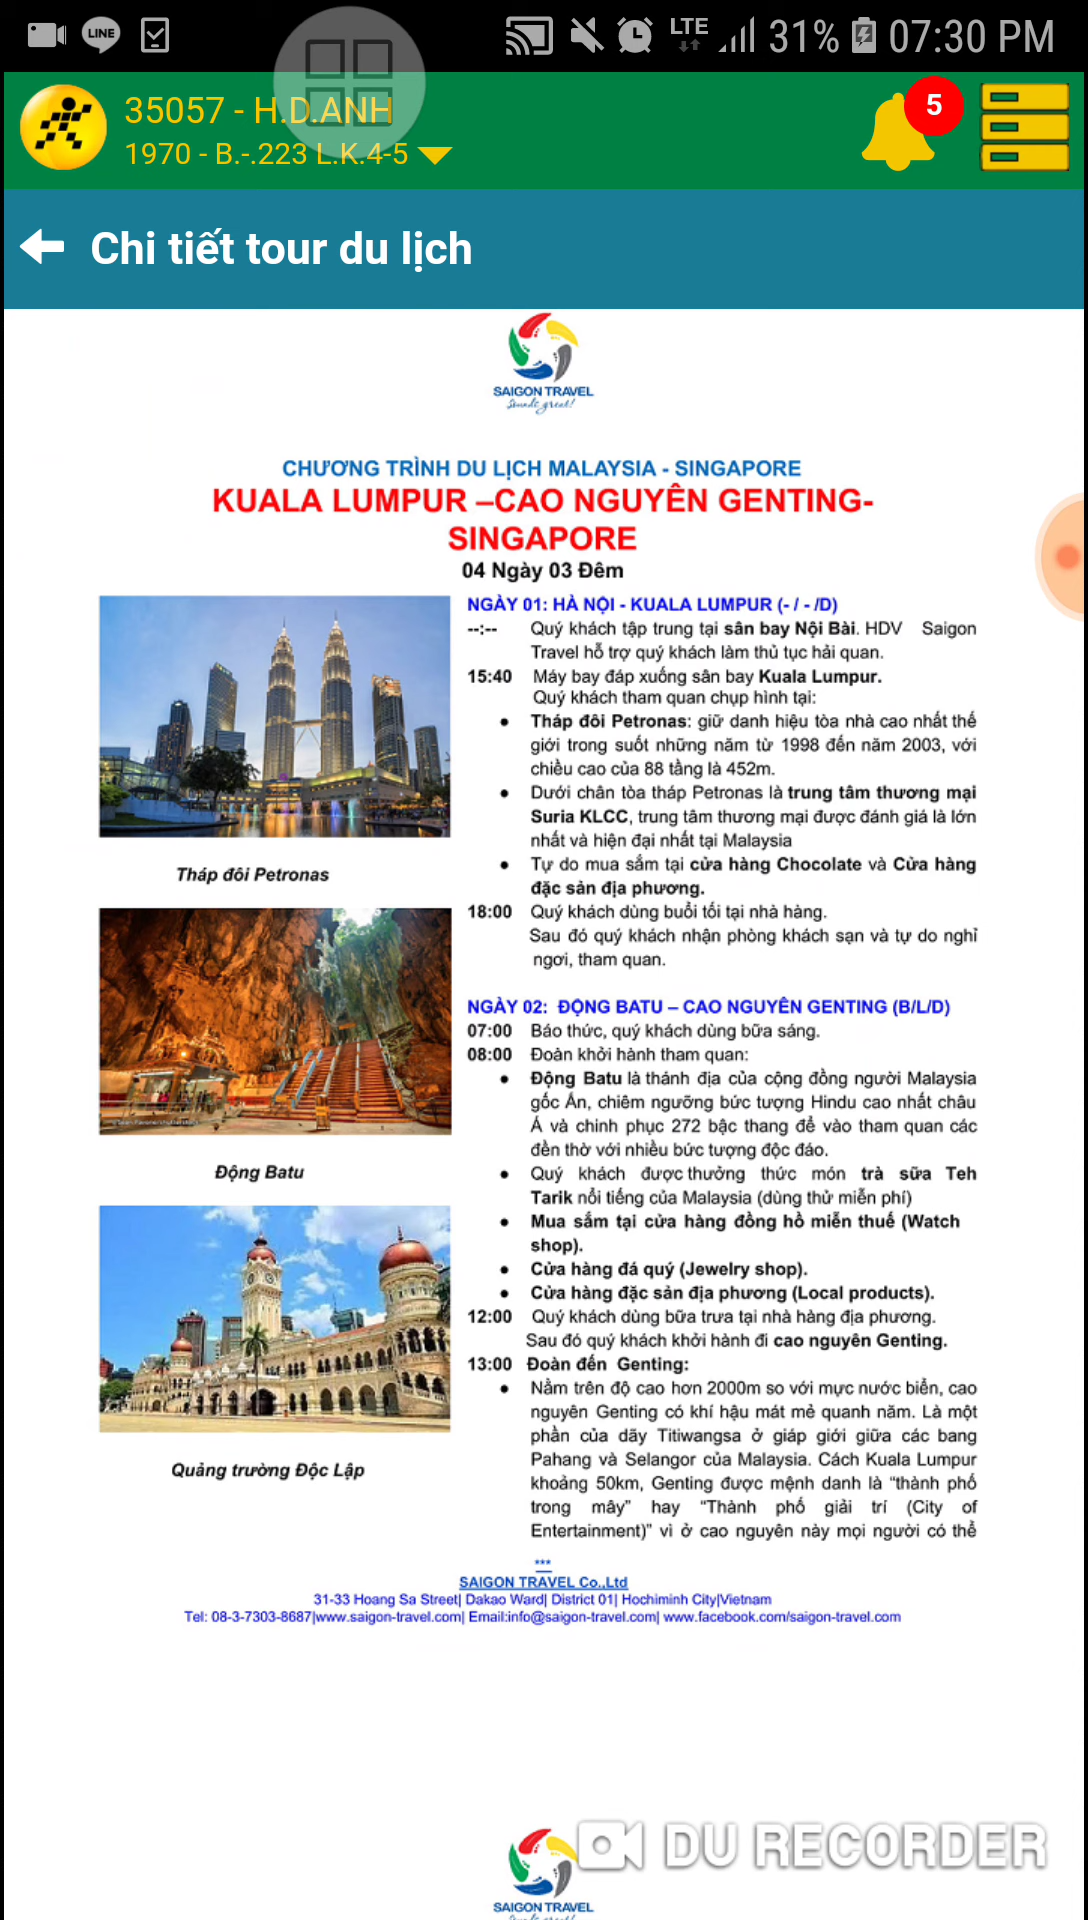 LINE
LTE
31%
07:30 PM
35057 - H.D.ANH
5
1970 - B.-.223 L.K.4-5
Chi tiết tour du lịch
SAIGON TRAVEL
Sounds great!
CHƯƠNG TRÌNH DU LỊCH MALAYSIA - SINGAPORE
KUALA LUMPUR –CAO NGUYÊN GENTING-
SINGAPORE
04 Ngày 03 Đêm
NGÀY 01: HÀ NỘI - KUALA LUMPUR (- / - /D)
--:-- Quý khách tập trung tại sân bay Nội Bài. HDV Saigon
Travel hỗ trợ quý khách làm thủ tục hải quan.
15:40 Máy bay đáp xuống sân bay Kuala Lumpur.
Quý khách tham quan chụp hình tại:
• Tháp đôi Petronas: giữ danh hiệu tòa nhà cao nhất thế
giới trong suốt những năm từ 1998 đến năm 2003, với
chiều cao của 88 tầng là 452m.
• Dưới chân tòa tháp Petronas là trung tâm thương mại
Suria KLCC, trung tâm thương mại được đánh giá là lớn
nhất và hiện đại nhất tại Malaysia
• Tự do mua sắm tại cửa hàng Chocolate và Cửa hàng
đặc sản địa phương.
18:00 Quý khách dùng buổi tối tại nhà hàng.
Sau đó quý khách nhận phòng khách sạn và tự do nghỉ
ngơi, tham quan.
Tháp đôi Petronas
NGÀY 02: ĐỘNG BATU – CAO NGUYÊN GENTING (B/L/D)
07:00 Báo thức, quý khách dùng bữa sáng.
08:00 Đoàn khởi hành tham quan:
• Động Batu là thánh địa của cộng đồng người Malaysia
gốc Ấn, chiêm ngưỡng bức tượng Hindu cao nhất châu
Á và chinh phục 272 bậc thang để vào tham quan các
đền thờ với nhiều bức tượng độc đáo.
• Quý khách được thưởng thức món trà sữa Teh
Tarik nổi tiếng của Malaysia (dùng thử miễn phí)
• Mua sắm tại cửa hàng đồng hồ miễn thuế (Watch
shop).
• Cửa hàng đá quý (Jewelry shop).
• Cửa hàng đặc sản địa phương (Local products).
12:00 Quý khách dùng bữa trưa tại nhà hàng địa phương.
Sau đó quý khách khởi hành đi cao nguyên Genting.
13:00 Đoàn đến Genting:
• Nằm trên độ cao hơn 2000m so với mực nước biển, cao
nguyên Genting có khí hậu mát mẻ quanh năm. Là một
phần của dãy Titiwangsa ở giáp giới giữa các bang
Pahang và Selangor của Malaysia. Cách Kuala Lumpur
khoảng 50km, Genting được mệnh danh là “thành phố
trong mây” hay “Thành phố giải trí (City of
Entertainment)” vì ở cao nguyên này mọi người có thể
Động Batu
Quảng trường Độc Lập
***
SAIGON TRAVEL Co.,Ltd
31-33 Hoang Sa Street| Dakao Ward| District 01| Hochiminh City|Vietnam
Tel: 08-3-7303-8687|www.saigon-travel.com| Email:info@saigon-travel.com| www.facebook.com/saigon-travel.com
DU RECORDER
SAIGON TRAVEL